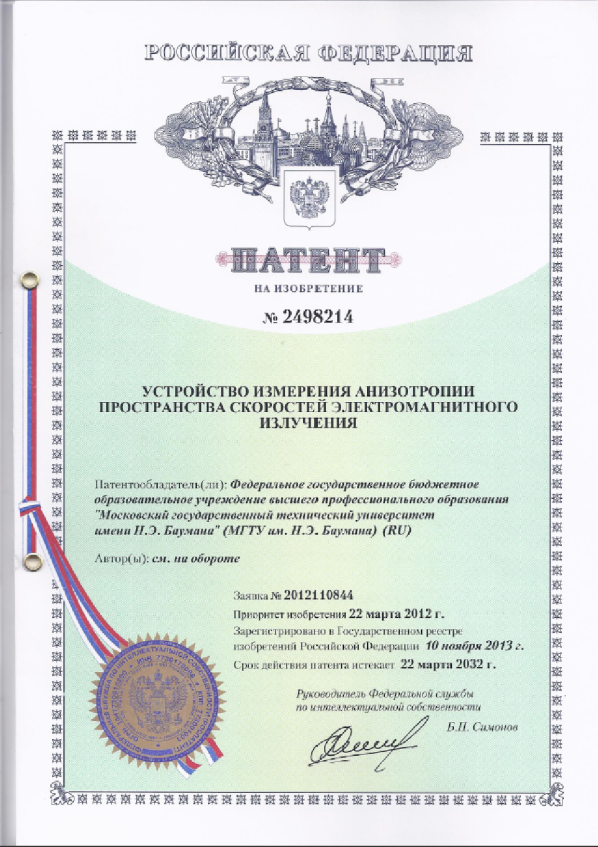 РОССИЙСКАЯ ФЕДЕРАЦИЯ
ПАТЕНТ
НА ИЗОБРЕТЕНИЕ
№ 2498214
УСТРОЙСТВО ИЗМЕРЕНИЯ АНИЗОТРОПИИ
ПРОСТРАНСТВА СКОРОСТЕЙ ЭЛЕКТРОМАГНИТНОГО
ИЗЛУЧЕНИЯ
Патентообладатель(ли): Федеральное государственное бюджетное
образовательное учреждение высшего профессионального образования
"Московский государственный технический университет
имени Н.Э. Баумана" (МГТУ им. Н.Э. Баумана) (RU)
Автор(ы): см. на обороте
Заявка № 2012110844
Приоритет изобретения 22 марта 2012 г.
Зарегистрировано в Государственном реестре
изобретений Российской Федерации 10 ноября 2013 г.
Срок действия патента истекает 22 марта 2032 г.
Руководитель Федеральной службы
по интеллектуальной собственности
Б.П. Симонов